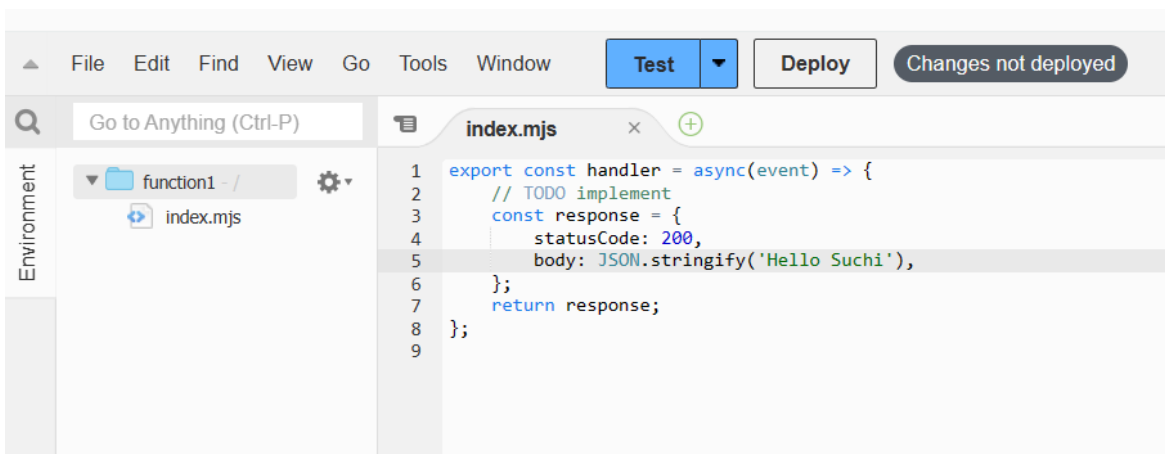 File Edit Find View Go Tools Window Test Deploy Changes not deployed
Go to Anything (Ctrl-P)
index.mjs
Environment
function1 - /
index.mjs
1 export const handler = async(event) => {
2 // TODO implement
3 const response = {
4 statusCode: 200,
5 body: JSON.stringify('Hello Suchi'),
6 };
7 return response;
8 };
9